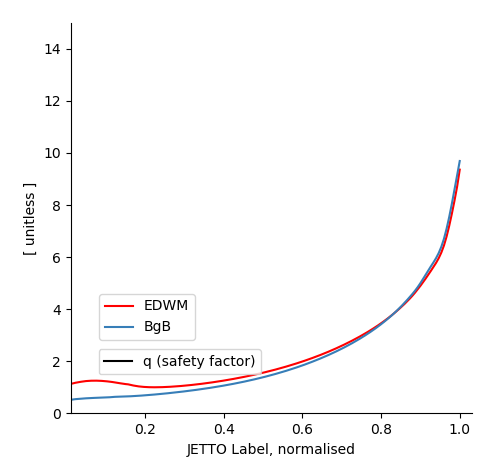 14
12
10
8
6
4
2
0
[ unitless ]
EDWM
BgB
q (safety factor)
0.2 0.4 0.6 0.8 1.0
JETTO Label, normalised